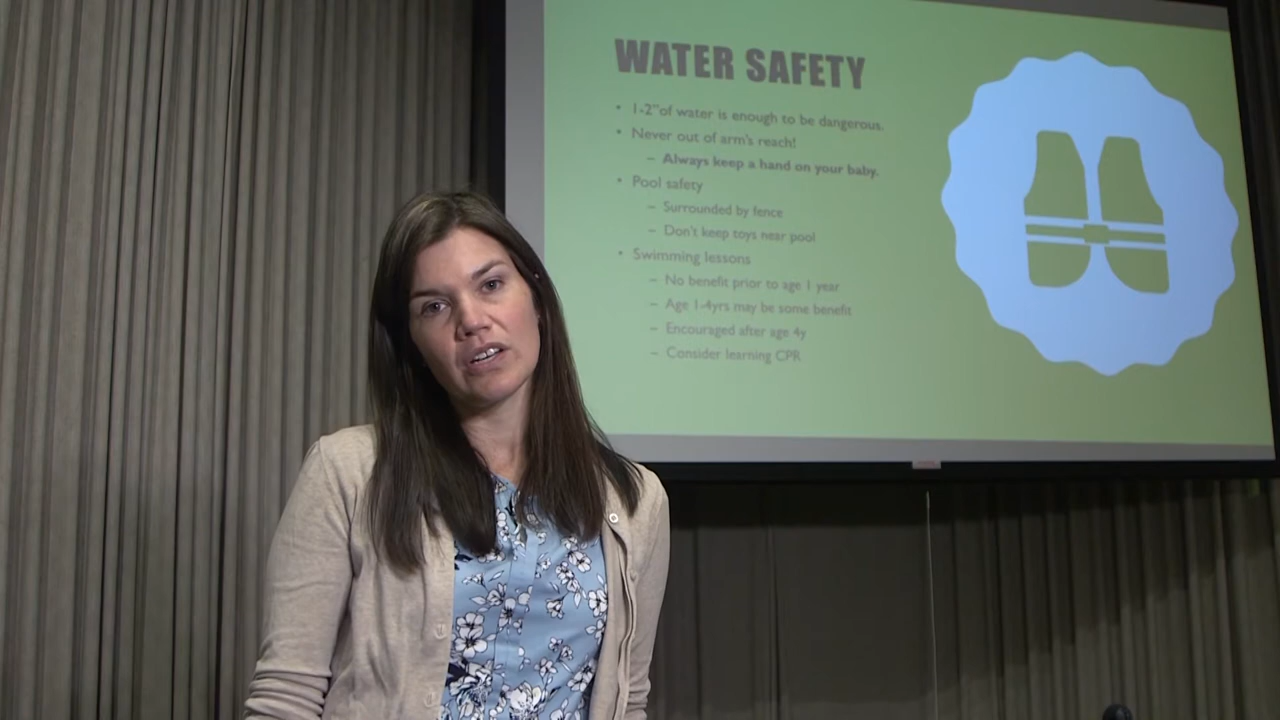 WATER SAFETY
• 1-2"of water is enough to be dangerous.
• Never out of arm's reach!
– Always keep a hand on your baby.
• Pool safety
– Surrounded by fence
– Don't keep toys near pool
• Swimming lessons
– No benefit prior to age 1 year
– Age 1-4yrs may be some benefit
– Encouraged after age 4y
– Consider learning CPR